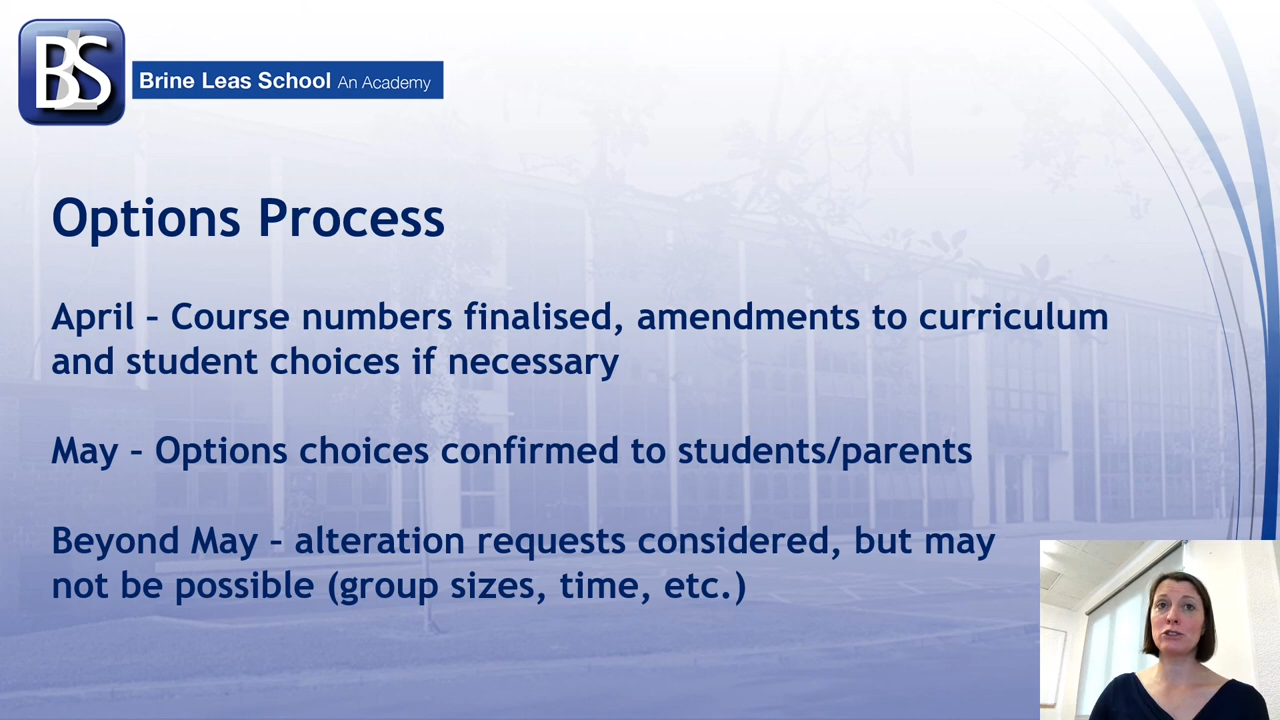 BLS
Brine Leas School An Academy
Options Process
April – Course numbers finalised, amendments to curriculum
and student choices if necessary
May – Options choices confirmed to students/parents
Beyond May – alteration requests considered, but may
not be possible (group sizes, time, etc.)